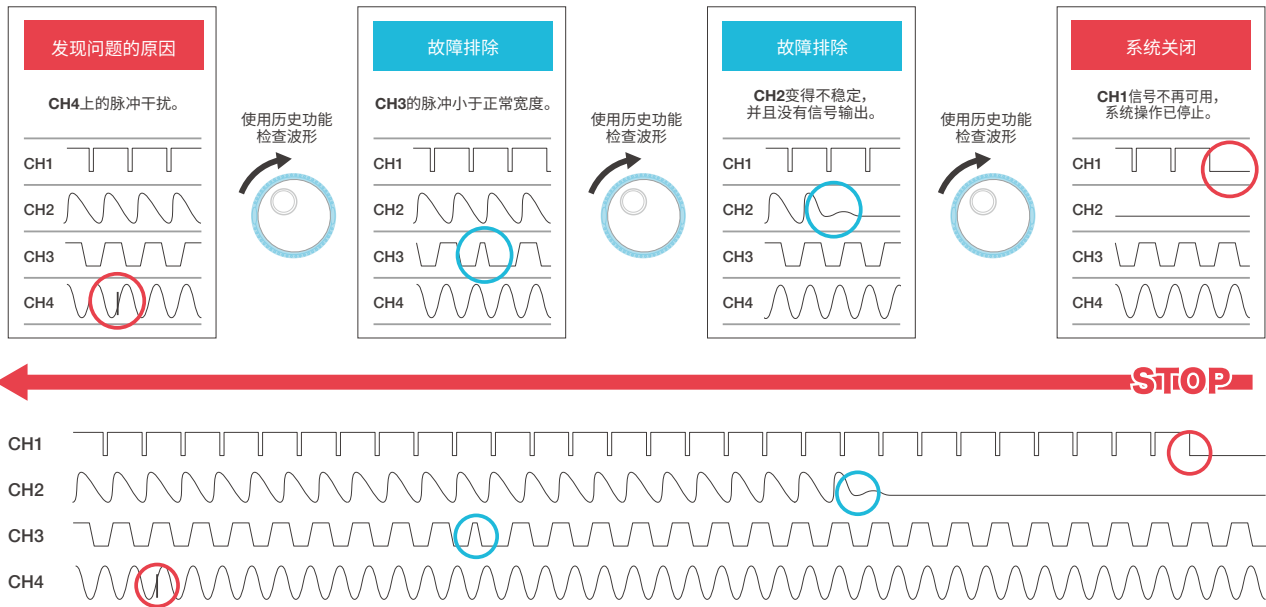 发现问题的原因
CH4上的脉冲干扰。
CH1
CH2
CH3
CH4
使用历史功能
检查波形
故障排除
CH3的脉冲小于正常宽度。
CH1
CH2
CH3
CH4
使用历史功能
检查波形
故障排除
CH2变得不稳定，
并且没有信号输出。
CH1
CH2
CH3
CH4
使用历史功能
检查波形
系统关闭
CH1信号不再可用，
系统操作已停止。
CH1
CH2
CH3
CH4
STOP
CH1
CH2
CH3
CH4